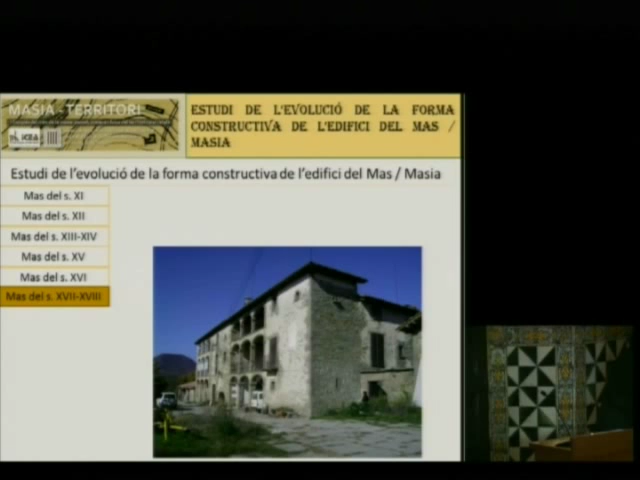 MASIA - TERRITORI
ICEA
ESTUDI DE L'EVOLUCIÓ DE LA FORMA
CONSTRUCTIVA DE L'EDIFICI DEL MAS /
MASIA
Estudi de l'evolució de la forma constructiva de l'edifici del Mas / Masia
Mas del s. XI
Mas del s. XII
Mas del s. XIII-XIV
Mas del s. XV
Mas del s. XVI
Mas del s. XVII-XVIII